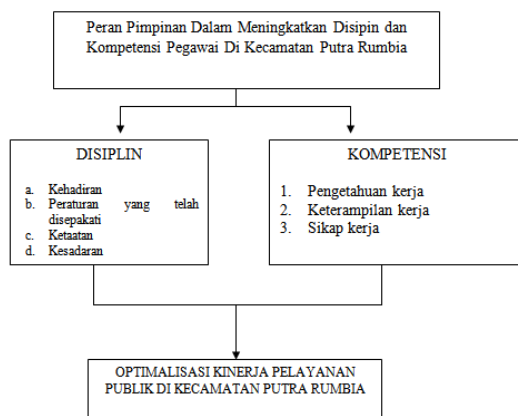 Peran Pimpinan Dalam Meningkatkan Disipin dan
Kompetensi Pegawai Di Kecamatan Putra Rumbia
DISIPLIN
a. Kehadiran
b. Peraturan yang telah
disepakati
c. Ketaatan
d. Kesadaran
KOMPETENSI
1. Pengetahuan kerja
2. Keterampilan kerja
3. Sikap kerja
OPTIMALISASI KINERJA PELAYANAN
PUBLIK DI KECAMATAN PUTRA RUMBIA